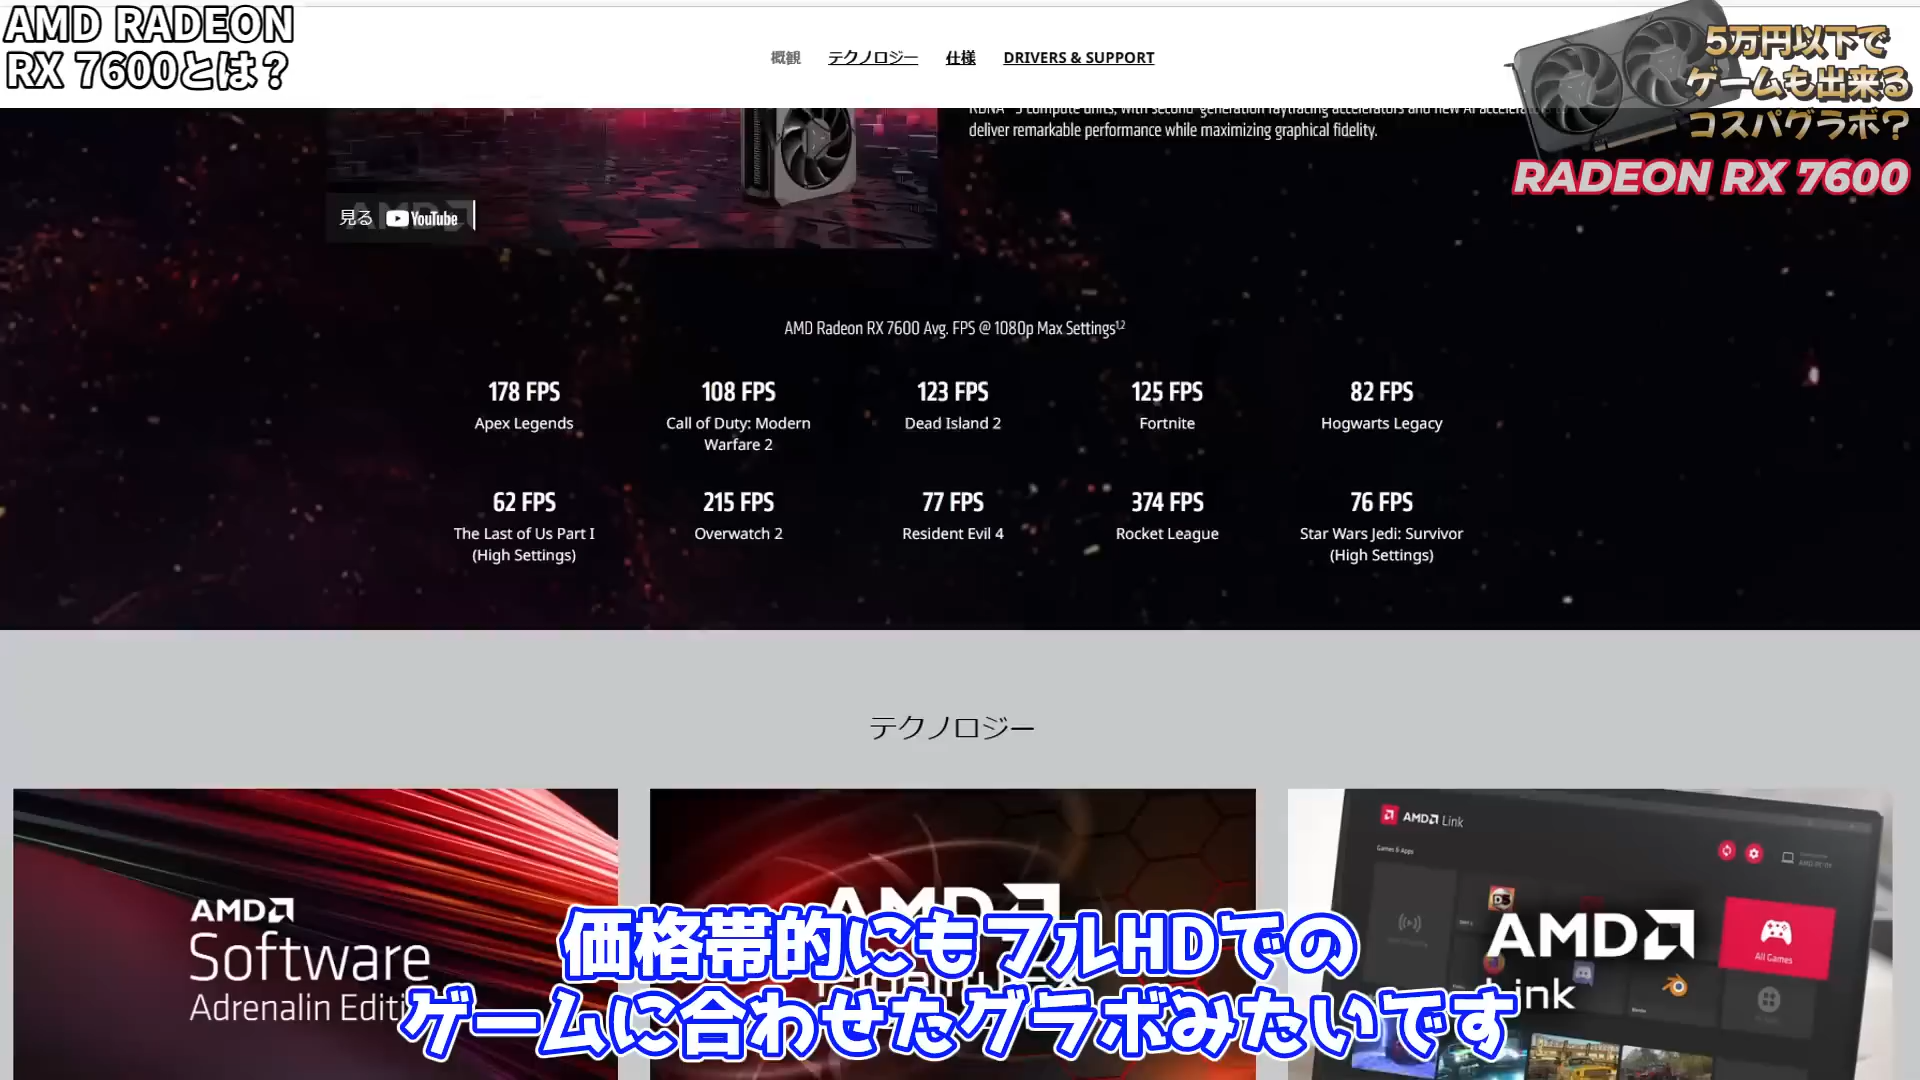 AMD RADEON
RX 7600とは？
概観 テクノロジー 仕様 DRIVERS & SUPPORT
5万円以下で
ゲームも出来る
コスパグラボ？
RADEON RX 7600
deliver remarkable performance while maximizing graphical fidelity.
見る YouTube
AMD Radeon RX 7600 Avg. FPS @ 1080p Max Settings1,2
178 FPS
Apex Legends
108 FPS
Call of Duty: Modern
Warfare 2
123 FPS
Dead Island 2
125 FPS
Fortnite
82 FPS
Hogwarts Legacy
62 FPS
The Last of Us Part I
(High Settings)
215 FPS
Overwatch 2
77 FPS
Resident Evil 4
374 FPS
Rocket League
76 FPS
Star Wars Jedi: Survivor
(High Settings)
テクノロジー
AMD
Software
AMD
AMD Link
Games & Apps
All Games
AMD
価格帯的にもフルHDでの
ゲームに合わせたグラボみたいです